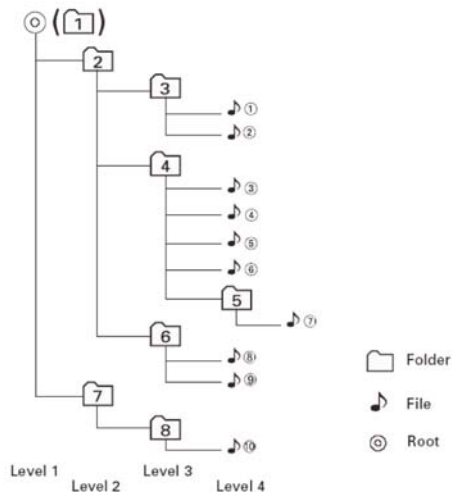 (1)
2
3
①
②
4
③
④
⑤
⑥
5
⑦
6
⑧
⑨
7
8
⑩
Folder
File
Root
Level 1
Level 2
Level 3
Level 4